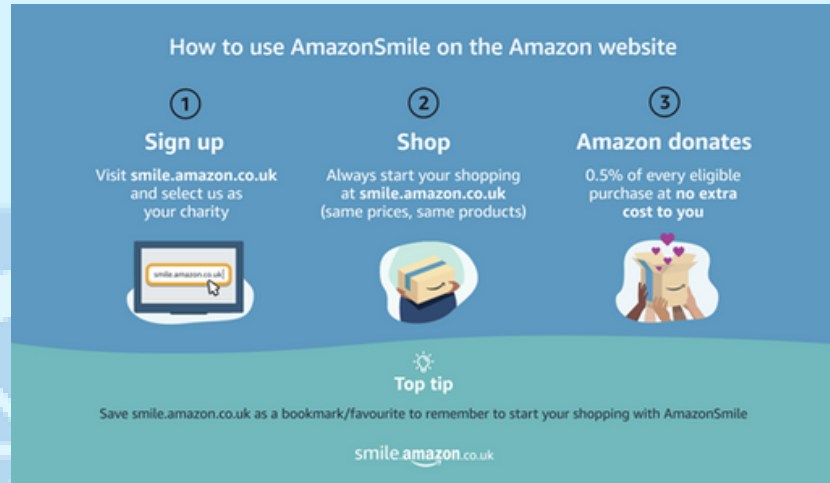 How to use AmazonSmile on the Amazon website
1
Sign up
Visit smile.amazon.co.uk
and select us as
your charity
smile.amazon.co.uk
2
Shop
Always start your shopping
at smile.amazon.co.uk
(same prices, same products)
3
Amazon donates
0.5% of every eligible
purchase at no extra
cost to you
Top tip
Save smile.amazon.co.uk as a bookmark/favourite to remember to start your shopping with AmazonSmile
smile.amazon.co.uk